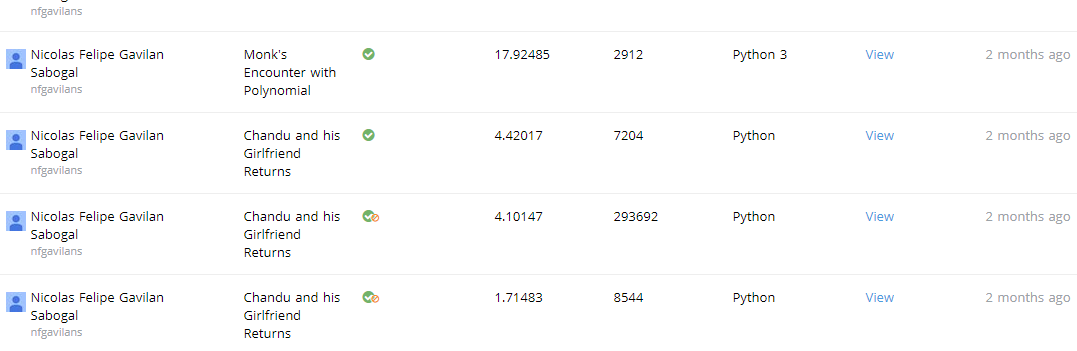 nfgavilans
Nicolas Felipe Gavilan Sabogal
nfgavilans
Monk's Encounter with Polynomial
17.92485
2912
Python 3
View
2 months ago
Nicolas Felipe Gavilan Sabogal
nfgavilans
Chandu and his Girlfriend Returns
4.42017
7204
Python
View
2 months ago
Nicolas Felipe Gavilan Sabogal
nfgavilans
Chandu and his Girlfriend Returns
4.10147
293692
Python
View
2 months ago
Nicolas Felipe Gavilan Sabogal
nfgavilans
Chandu and his Girlfriend Returns
1.71483
8544
Python
View
2 months ago